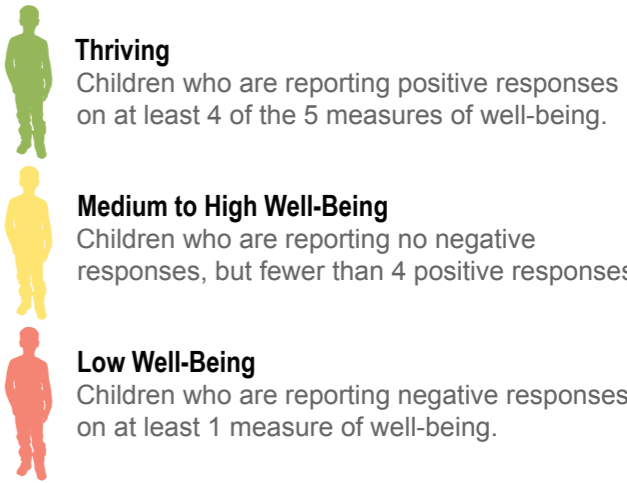 Thriving
Children who are reporting positive responses
on at least 4 of the 5 measures of well-being.
Medium to High Well-Being
Children who are reporting no negative
responses, but fewer than 4 positive responses
Low Well-Being
Children who are reporting negative responses
on at least 1 measure of well-being.